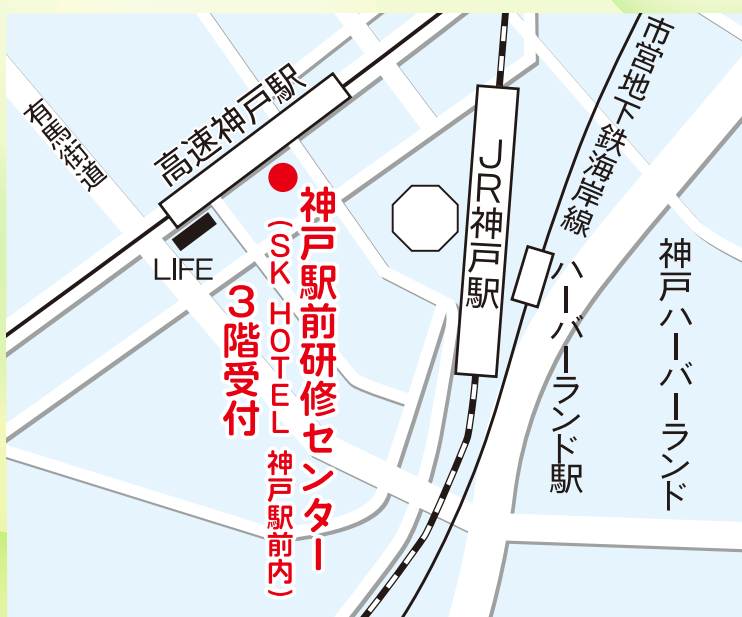 有馬街道
高速神戸駅
LIFE
神戸駅前研修センター
（SK HOTEL 神戸駅前内）
3階受付
JR神戸駅
市営地下鉄海岸線
ハーバーランド駅
神戸ハーバーランド